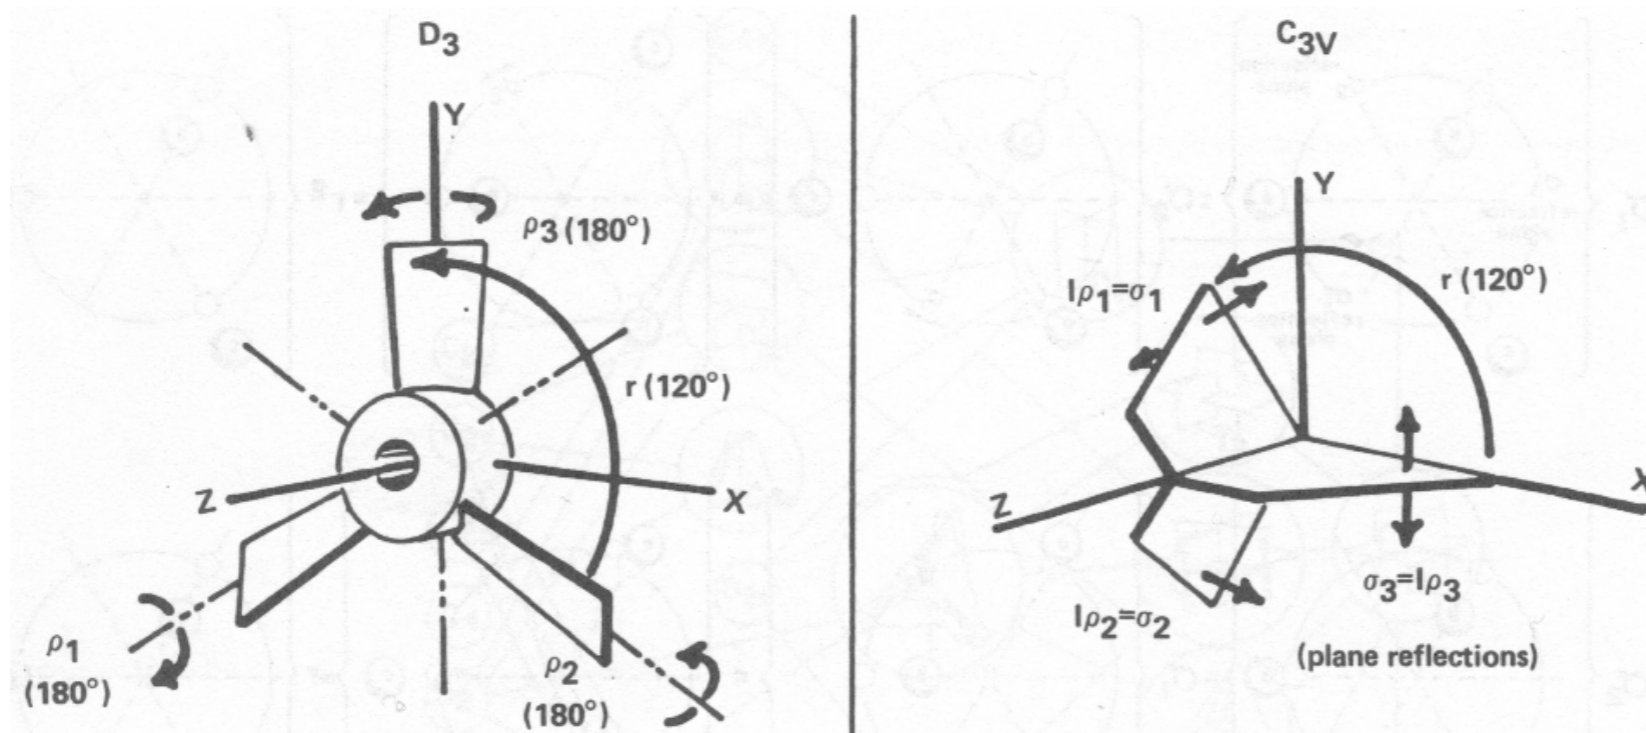 D3
Y
ρ3 (180°)
r (120°)
Z
X
ρ1
(180°)
ρ2
(180°)
C3V
Y
Iρ1=σ1
r (120°)
Z
X
σ3=Iρ3
Iρ2=σ2
(plane reflections)